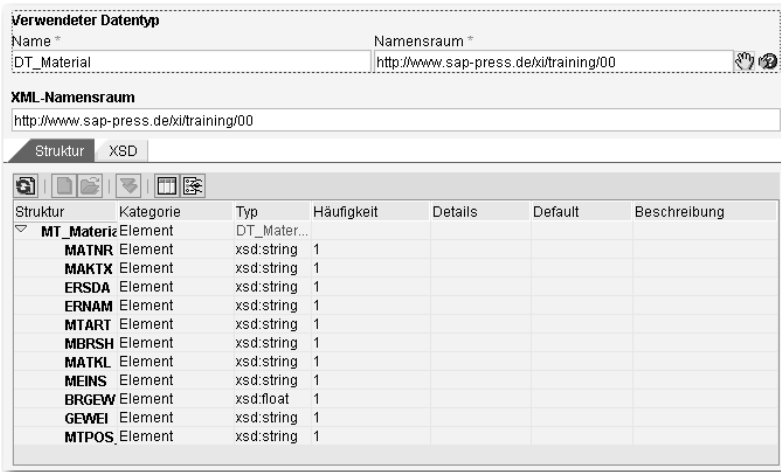 Verwendeter Datentyp
Name * Namensraum *
DT_Material http://www.sap-press.de/xi/training/00
XML-Namensraum
http://www.sap-press.de/xi/training/00
Struktur XSD
Struktur Kategorie Typ Häufigkeit Details Default Beschreibung
MT_Materia Element DT_Mater...
MATNR Element xsd:string 1
MAKTX Element xsd:string 1
ERSDA Element xsd:string 1
ERNAM Element xsd:string 1
MTART Element xsd:string 1
MBRSH Element xsd:string 1
MATKL Element xsd:string 1
MEINS Element xsd:string 1
BRGEW Element xsd:float 1
GEWEI Element xsd:string 1
MTPOS_ Element xsd:string 1